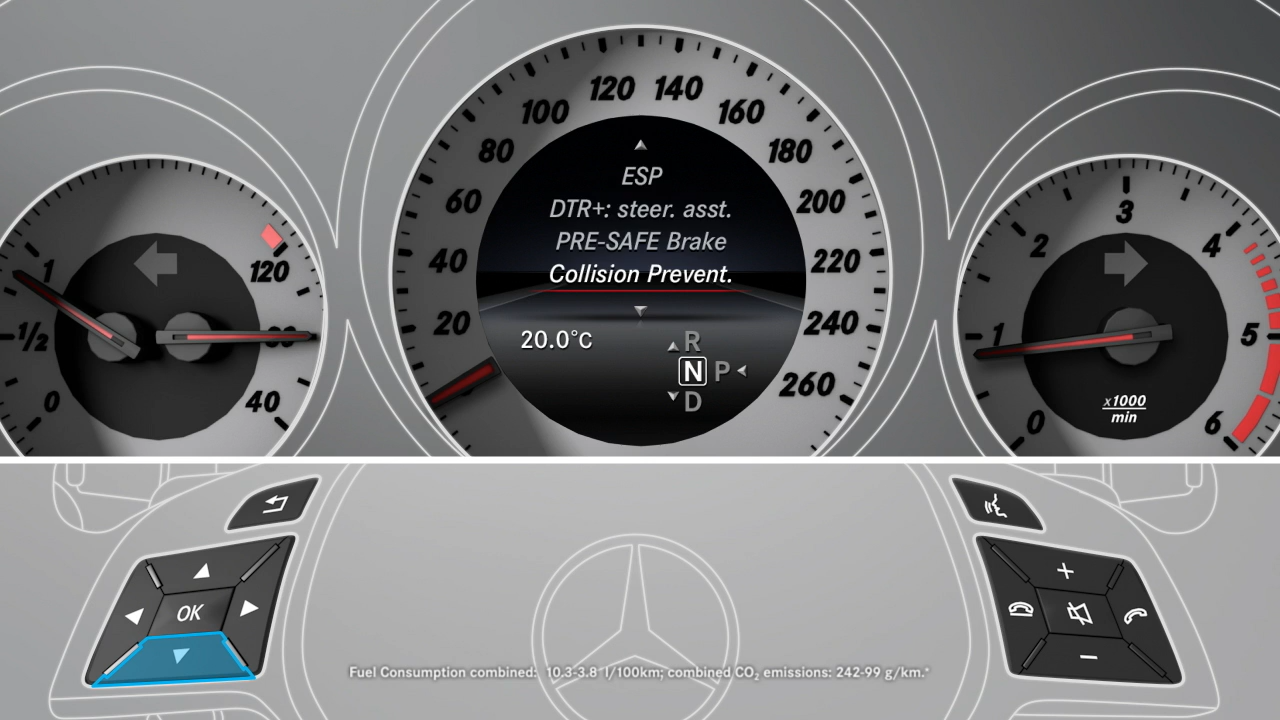 120 140
100 160
80 180
60 200
40 220
20 240
260
ESP
DTR+: steer. asst.
PRE-SAFE Brake
Collision Prevent.
20.0°C
R
N P
D
1
1/2
0
120
40
0
1
2
3
4
5
6
x1000
min
OK
+
−
Fuel Consumption combined: 10.3-3.8 l/100km; combined CO₂ emissions: 242-99 g/km.*